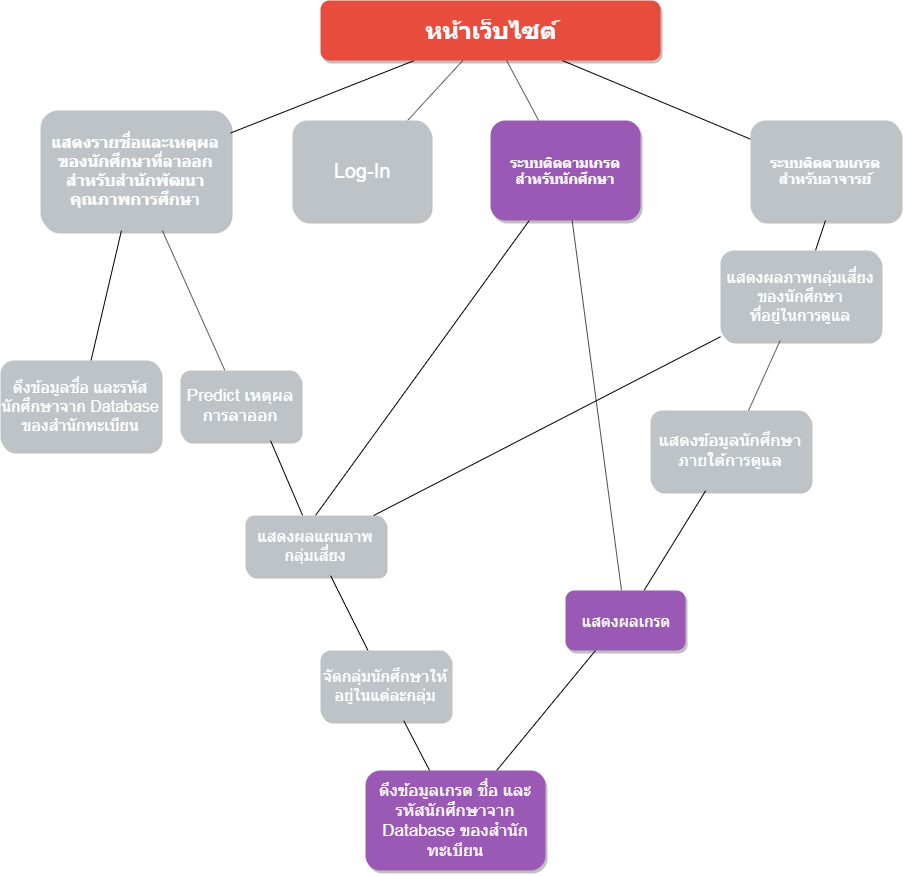 หน้าเว็บไซต์
แสดงรายชื่อและเหตุผล
ของนักศึกษาที่ลาออก
สำหรับสำนักพัฒนา
คุณภาพการศึกษา
Log-In
ระบบติดตามเกรด
สำหรับนักศึกษา
ระบบติดตามเกรด
สำหรับอาจารย์
แสดงผลภาพกลุ่มเสี่ยง
ของนักศึกษา
ที่อยู่ในการดูแล
ดึงข้อมูลชื่อ และรหัส
นักศึกษาจาก Database
ของสำนักทะเบียน
Predict เหตุผล
การลาออก
แสดงข้อมูลนักศึกษา
ภายใต้การดูแล
แสดงผลแผนภาพ
กลุ่มเสี่ยง
แสดงผลเกรด
จัดกลุ่มนักศึกษาให้
อยู่ในแต่ละกลุ่ม
ดึงข้อมูลเกรด ชื่อ และ
รหัสนักศึกษาจาก
Database ของสำนัก
ทะเบียน